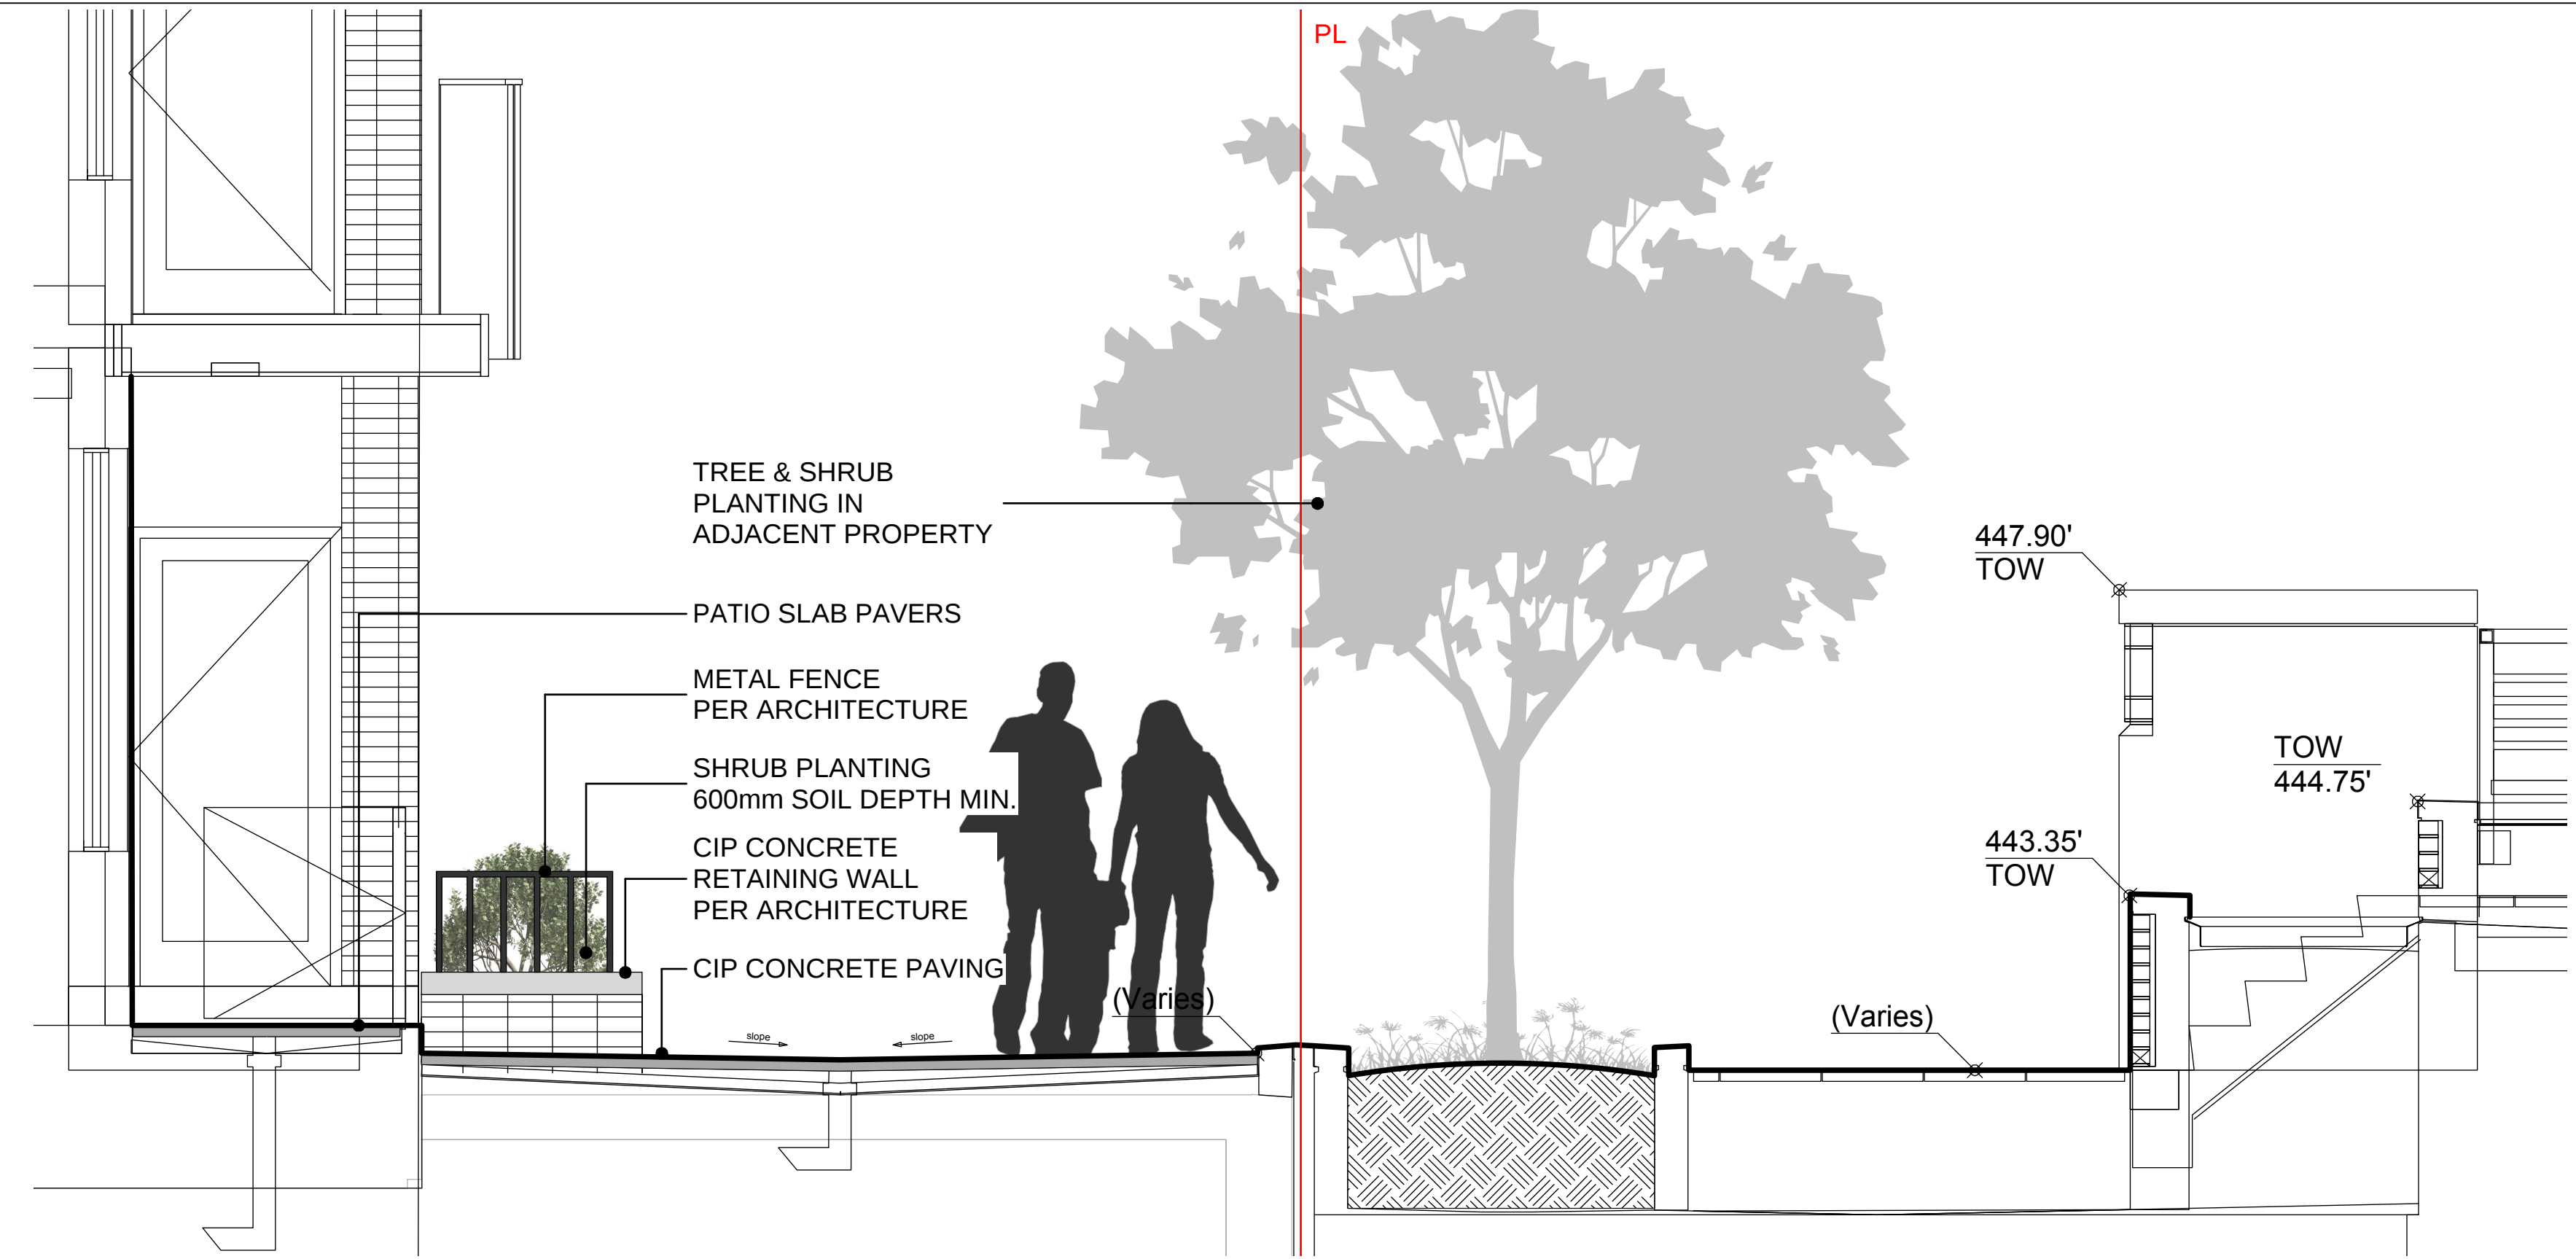 PL
TREE & SHRUB
PLANTING IN
ADJACENT PROPERTY
PATIO SLAB PAVERS
METAL FENCE
PER ARCHITECTURE
SHRUB PLANTING
600mm SOIL DEPTH MIN.
CIP CONCRETE
RETAINING WALL
PER ARCHITECTURE
CIP CONCRETE PAVING
slope
slope
(Varies)
(Varies)
447.90'
TOW
TOW
444.75'
443.35'
TOW